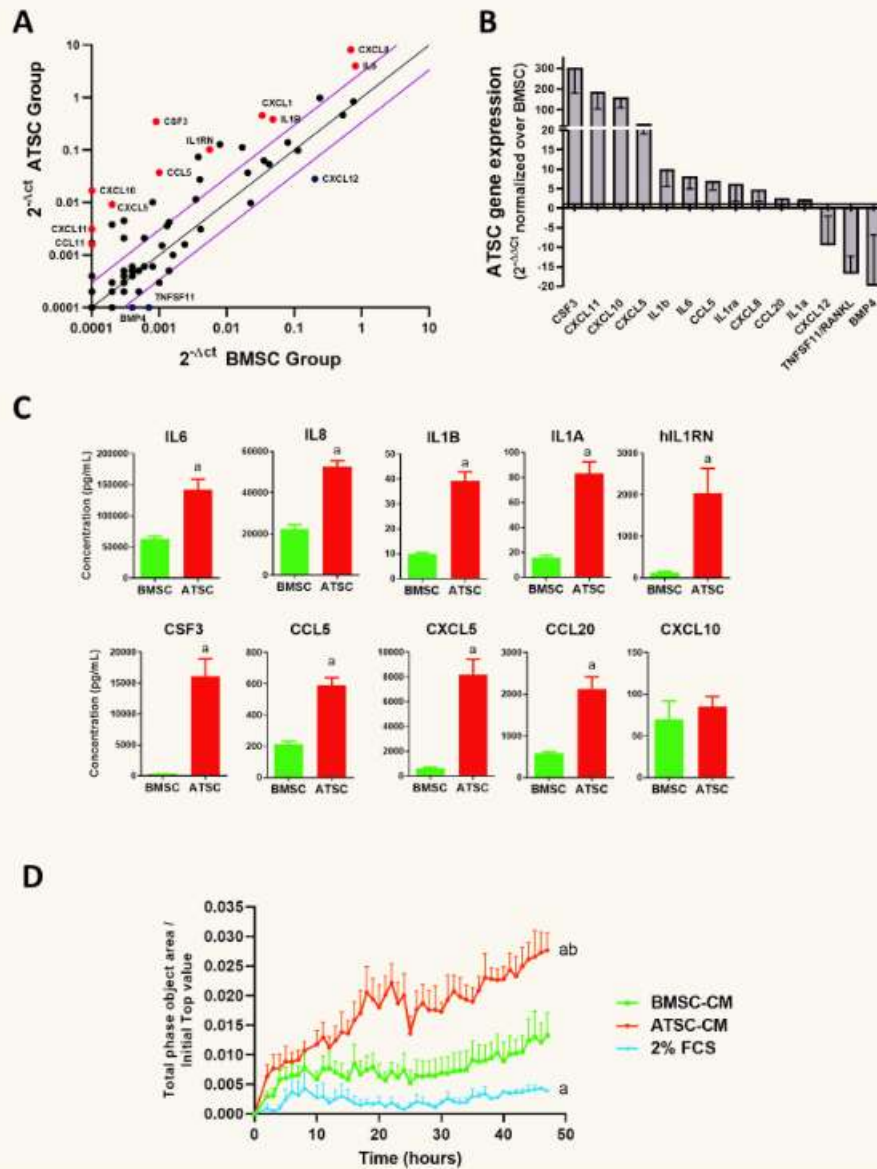 A
2^-Δct ATSC Group
10
1
0.1
0.01
0.001
0.0001
CXCL8
IL6
CXCL1
IL1B
CSF3
IL1RN
CCL5
CXCL12
CXCL10
CXCL5
CXCL11
CCL11
TNFSF11
BMP4
0.0001
0.001
0.01
0.1
1
10
2^-Δct BMSC Group
B
ATSC gene expression
(2^-ΔΔCt normalized over BMSC)
300
200
100
20
15
10
5
0
-5
-10
-15
-20
CSF3
CXCL11
CXCL10
CXCL5
IL1b
IL6
CCL5
IL1ra
CXCL8
CCL20
IL1a
CXCL12
TNFSF11/RANKL
BMP4
C
Concentration (pg/mL)
IL6
200000
150000
100000
50000
0
a
BMSC ATSC
IL8
60000
40000
20000
0
a
BMSC ATSC
IL1B
40
30
20
10
0
a
BMSC ATSC
IL1A
100
80
60
40
20
0
a
BMSC ATSC
hIL1RN
3000
2000
1000
0
a
BMSC ATSC
Concentration (pg/mL)
CSF3
20000
15000
10000
5000
0
a
BMSC ATSC
CCL5
800
600
400
200
0
a
BMSC ATSC
CXCL5
10000
8000
6000
4000
2000
0
a
BMSC ATSC
CCL20
3000
2000
1000
0
a
BMSC ATSC
CXCL10
150
100
50
0
BMSC ATSC
D
Total phase object area /
Initial Top value
0.035
0.030
0.025
0.020
0.015
0.010
0.005
0.000
0
10
20
30
40
50
Time (hours)
ab
a
BMSC-CM
ATSC-CM
2% FCS